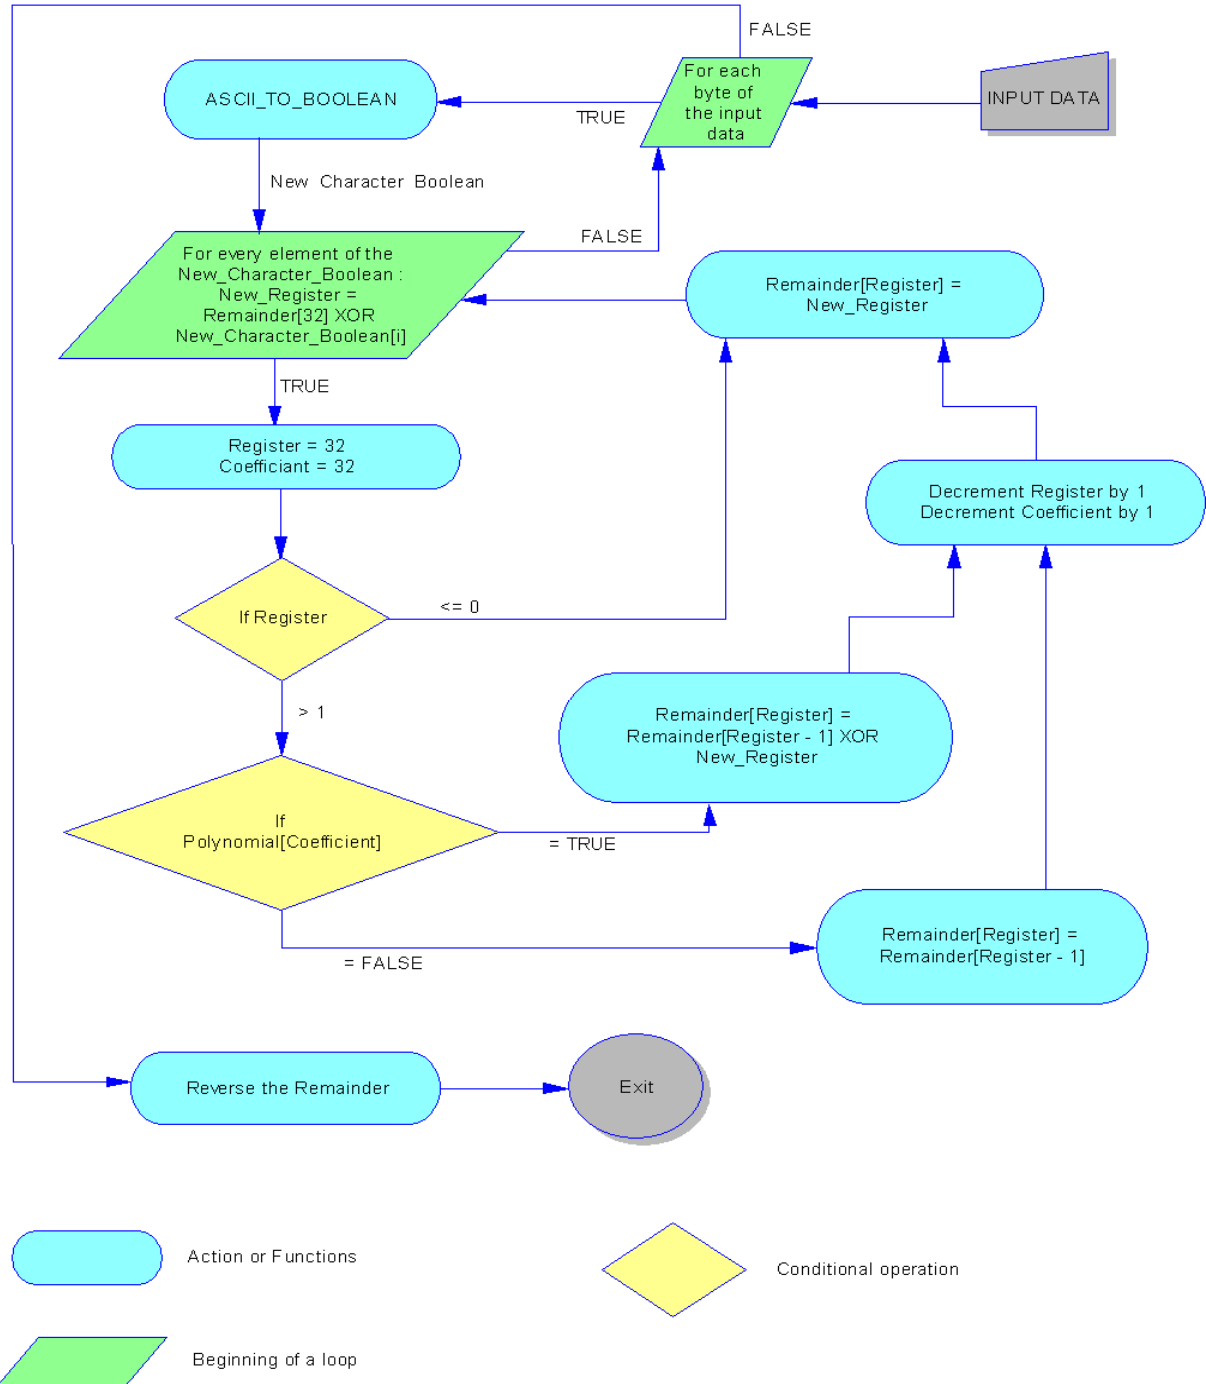 FALSE
For each
byte of
the input
data
INPUT DATA
ASCII_TO_BOOLEAN
TRUE
New Character Boolean
FALSE
For every element of the
New_Character_Boolean :
New_Register =
Remainder[32] XOR
New_Character_Boolean[i]
Remainder[Register] =
New_Register
TRUE
Register = 32
Coefficiant = 32
Decrement Register by 1
Decrement Coefficient by 1
If Register
<= 0
> 1
Remainder[Register] =
Remainder[Register - 1] XOR
New_Register
If
Polynomial[Coefficient]
= TRUE
Remainder[Register] =
Remainder[Register - 1]
= FALSE
Reverse the Remainder
Exit
Action or Functions
Conditional operation
Beginning of a loop